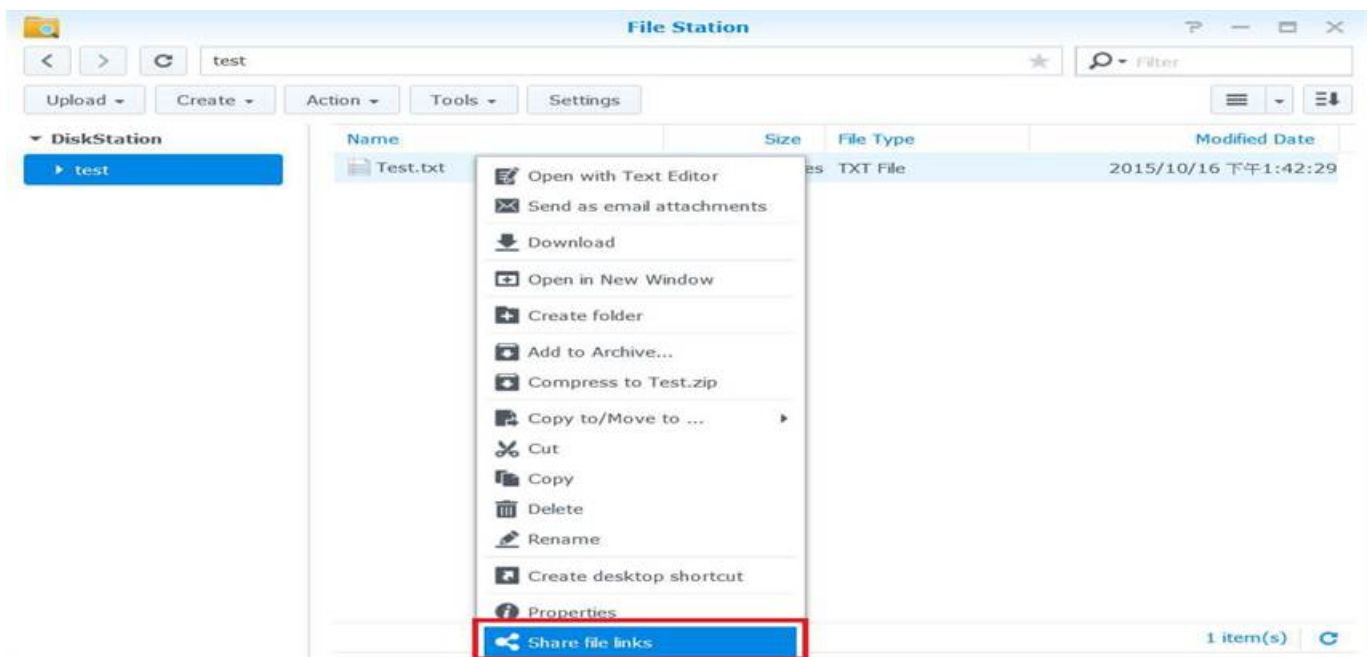 File Station
test
Filter
Upload Create Action Tools Settings
DiskStation
test
Name Size File Type Modified Date
Test.txt es TXT File 2015/10/16 下午1:42:29
Open with Text Editor
Send as email attachments
Download
Open in New Window
Create folder
Add to Archive...
Compress to Test.zip
Copy to/Move to ...
Cut
Copy
Delete
Rename
Create desktop shortcut
Properties
Share file links
1 item(s)